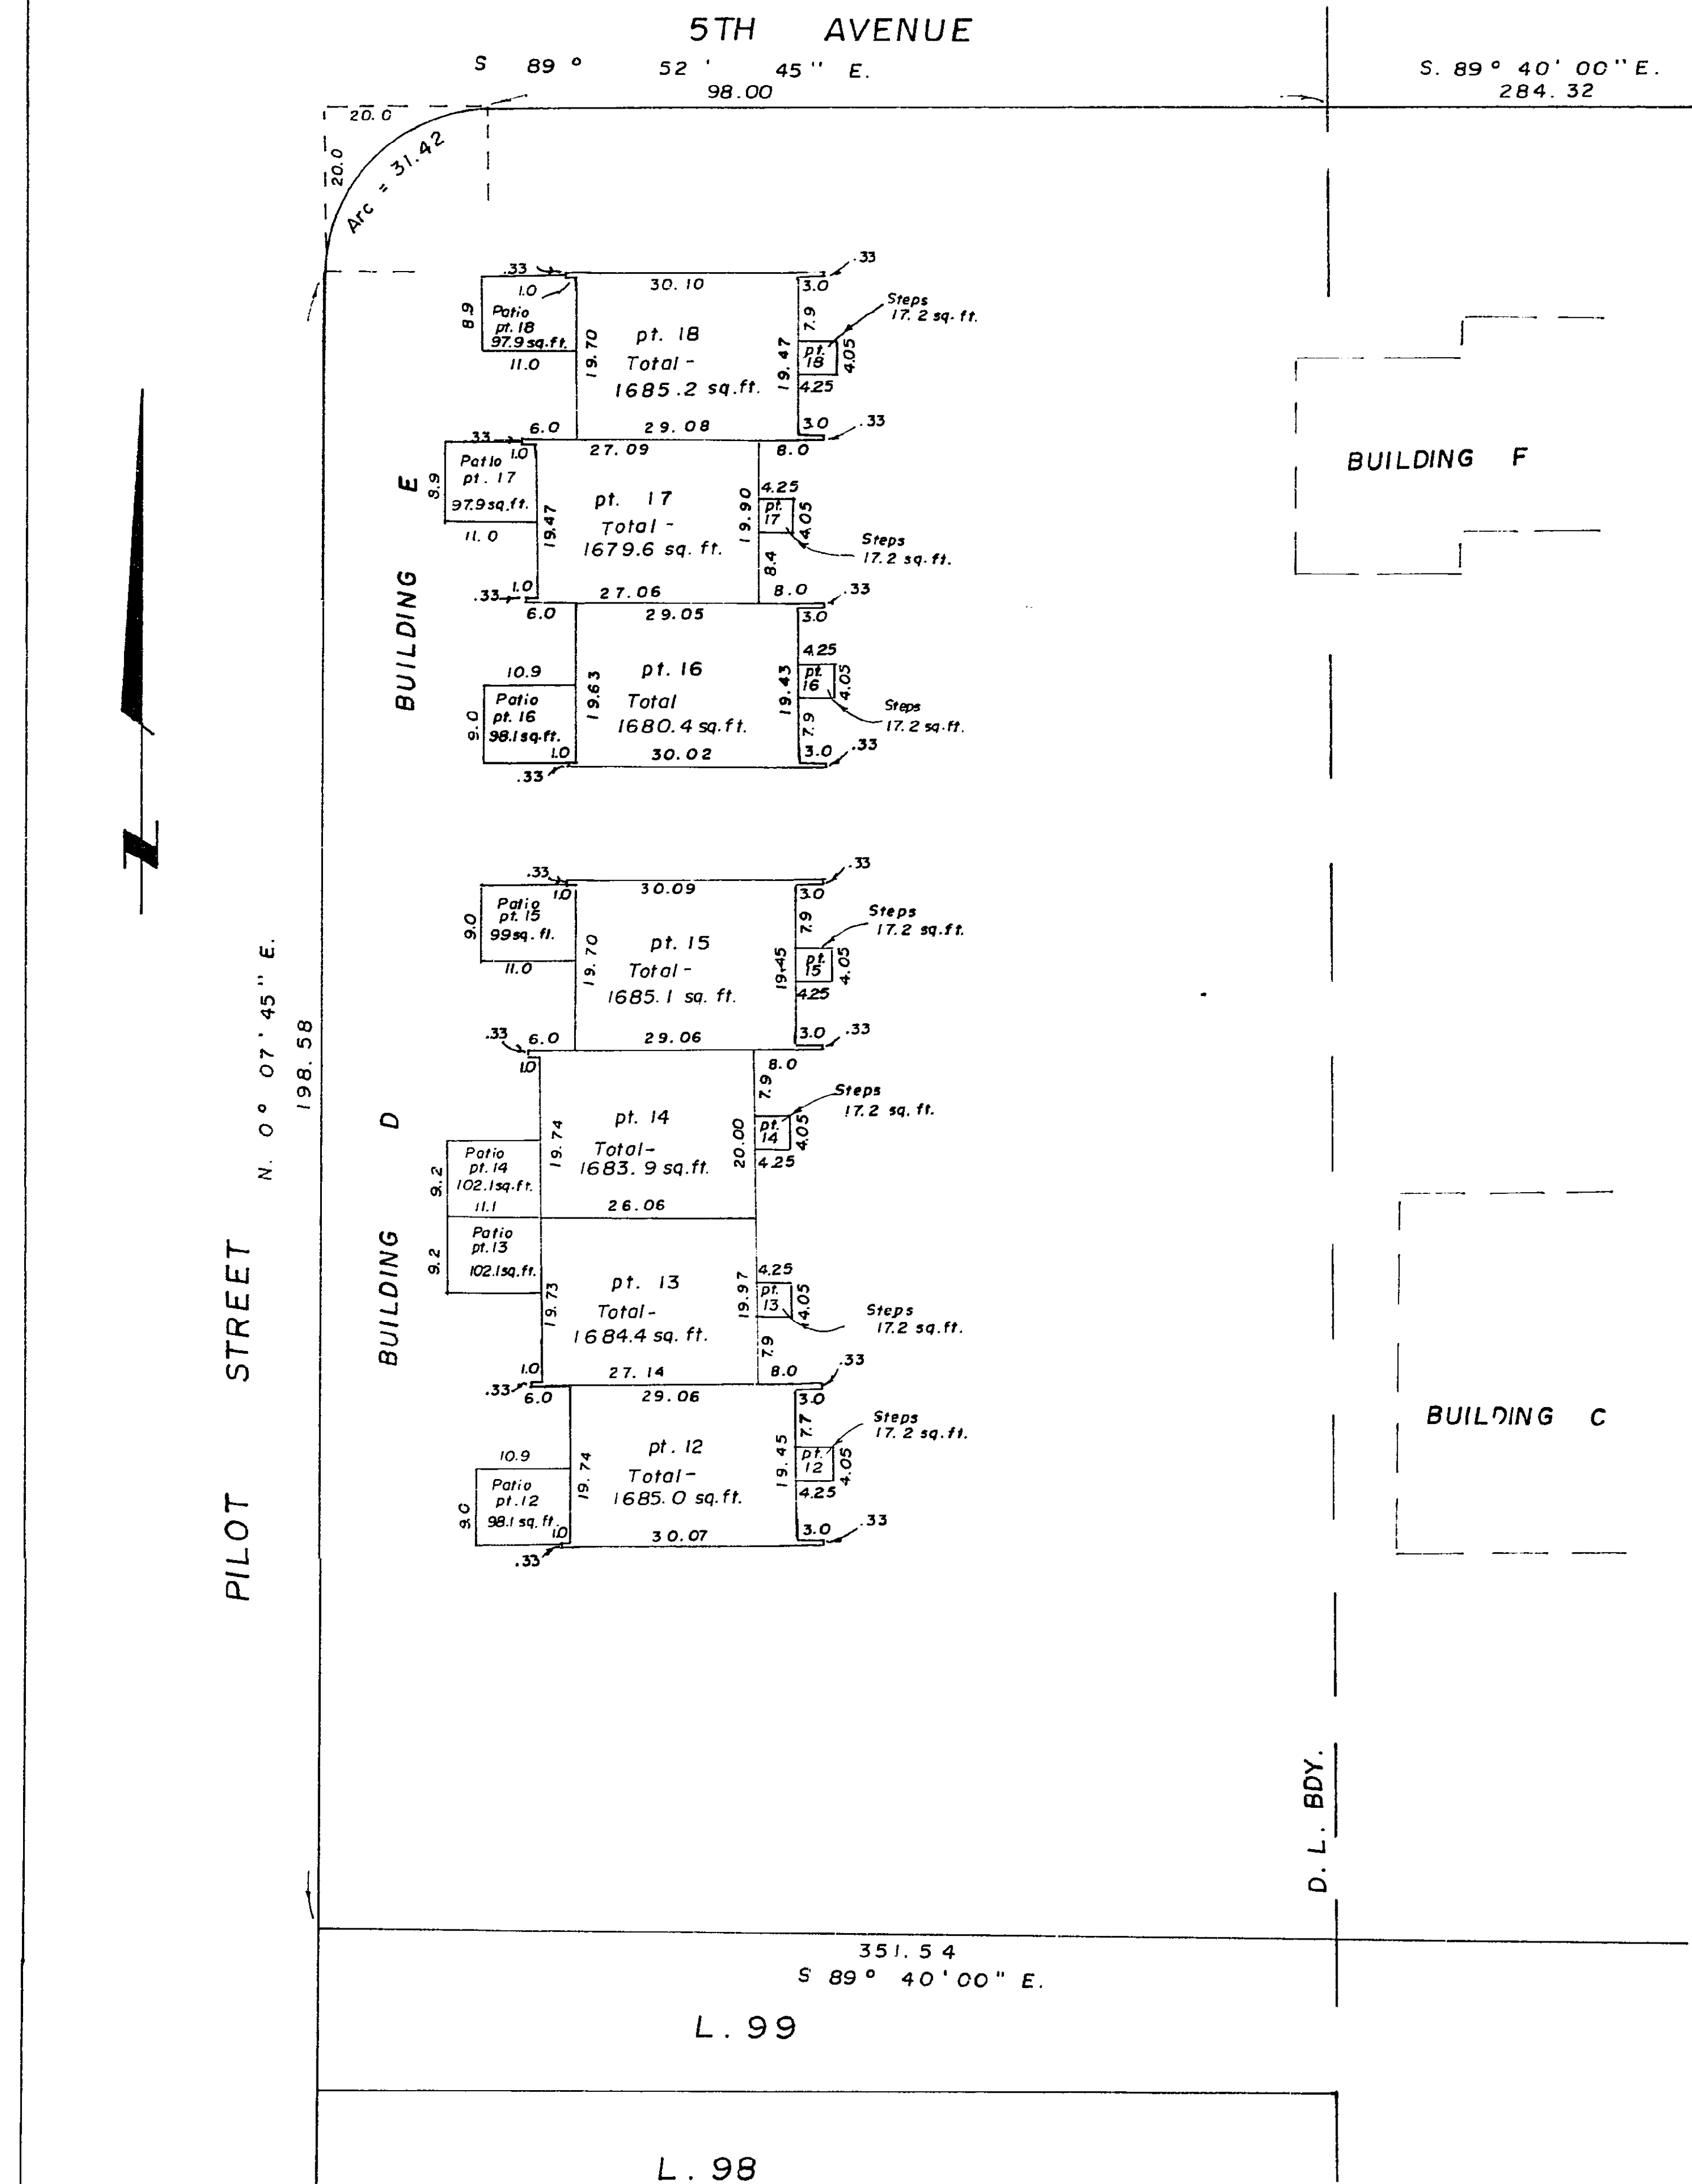 5TH AVENUE
S 89° 52' 45" E.
98.00
S. 89° 40' 00" E.
284.32
20.0
20.0
Arc = 31.42
.33
30.10
.33
1.0
3.0
8.9
Patio
pt. 18
97.9 sq.ft.
11.0
19.70
pt. 18
Total -
1685.2 sq.ft.
7.9
19.47
pt.
18
4.05
4.25
Steps
17.2 sq.ft.
6.0
29.08
3.0
.33
.33
1.0
27.09
8.0
BUILDING E
8.9
Patio
pt. 17
97.9 sq.ft.
11.0
19.47
pt. 17
Total -
1679.6 sq. ft.
19.90
4.25
pt.
17
4.05
8.4
Steps
17.2 sq.ft.
.33
1.0
27.06
8.0
.33
6.0
29.05
3.0
10.9
9.0
Patio
pt. 16
98.1 sq.ft.
1.0
.33
19.63
pt. 16
Total
1680.4 sq.ft.
30.02
19.43
4.25
pt
16
4.05
7.9
3.0
.33
Steps
17.2 sq.ft.
BUILDING F
.33
1.0
30.09
3.0
.33
9.0
Patio
pt. 15
99 sq. ft.
11.0
19.70
pt. 15
Total -
1685.1 sq. ft.
7.9
19.45
pt.
15
4.05
4.25
Steps
17.2 sq.ft.
.33
6.0
29.06
3.0
.33
1.0
8.0
7.9
BUILDING D
19.74
pt. 14
Total-
1683.9 sq.ft.
20.00
pt.
14
4.05
4.25
Steps
17.2 sq. ft.
9.2
Patio
pt. 14
102.1 sq.ft.
11.1
26.06
9.2
Patio
pt. 13
102.1 sq.ft.
19.73
pt. 13
Total-
1684.4 sq. ft.
19.97
4.25
pt.
13
4.05
7.9
Steps
17.2 sq.ft.
1.0
.33
27.14
8.0
.33
6.0
29.06
3.0
10.9
9.0
Patio
pt. 12
98.1 sq. ft.
1.0
.33
19.74
pt. 12
Total-
1685.0 sq.ft.
30.07
7.7
19.45
pt.
12
4.05
4.25
3.0
.33
Steps
17.2 sq.ft.
BUILDING C
N. 0° 07' 45" E.
198.58
PILOT STREET
N
D. L. BDY.
351.54
S 89° 40' 00" E.
L. 99
L. 98